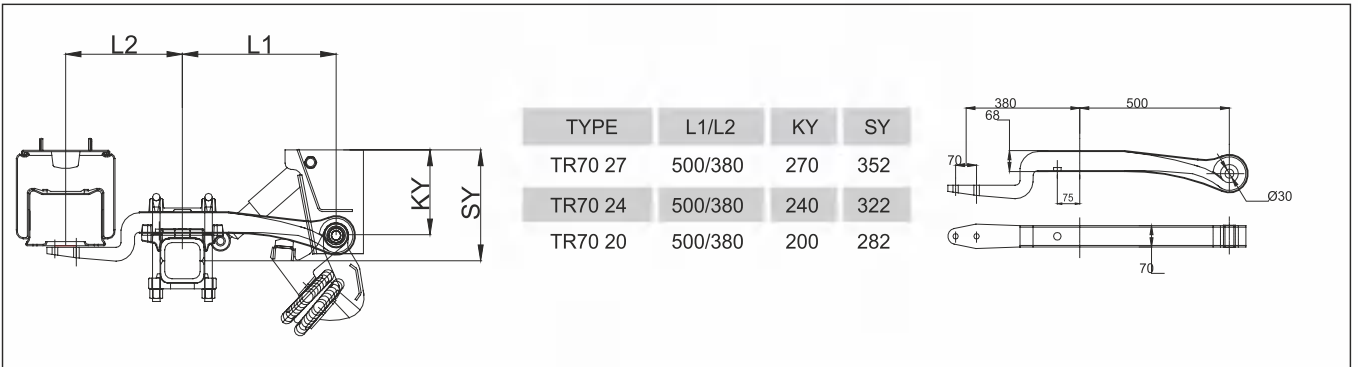 L2 L1
KY
SY
TYPE L1/L2 KY SY
TR70 27 500/380 270 352
TR70 24 500/380 240 322
TR70 20 500/380 200 282
380 500
68
70
75
Ø30
70